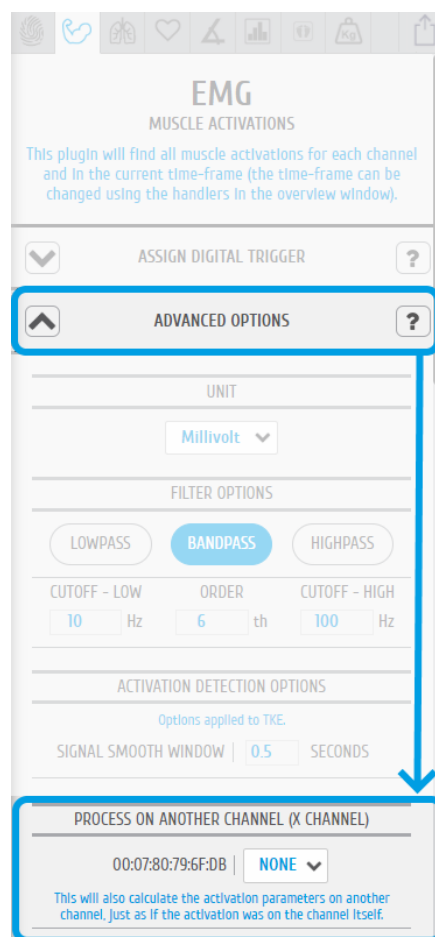 Kg
EMG
MUSCLE ACTIVATIONS
This plugin will find all muscle activations for each channel
and in the current time-frame (the time-frame can be
changed using the handlers in the overview window).
ASSIGN DIGITAL TRIGGER ?
ADVANCED OPTIONS ?
UNIT
Millivolt
FILTER OPTIONS
LOWPASS BANDPASS HIGHPASS
CUTOFF - LOW ORDER CUTOFF - HIGH
10 Hz 6 th 100 Hz
ACTIVATION DETECTION OPTIONS
Options applied to TKE.
SIGNAL SMOOTH WINDOW | 0.5 SECONDS
PROCESS ON ANOTHER CHANNEL (X CHANNEL)
00:07:80:79:6F:DB | NONE
This will also calculate the activation parameters on another
channel, just as if the activation was on the channel itself.